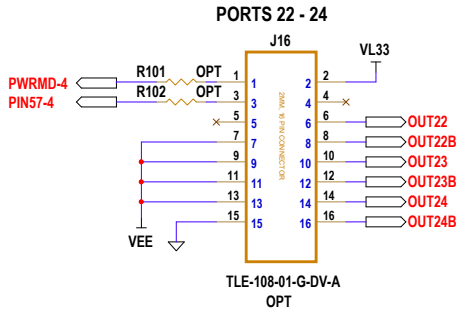 PORTS 22 - 24
J16
VL33
R101 OPT
PWRMD-4 1 1 2 2
R102 OPT
PIN57-4 3 3 4 4
5 5 6 6 OUT22
7 7 8 8 OUT22B
9 9 10 10 OUT23
11 11 12 12 OUT23B
13 13 14 14 OUT24
15 15 16 16 OUT24B
2MM, 16 PIN CONNECTOR
VEE
TLE-108-01-G-DV-A
OPT